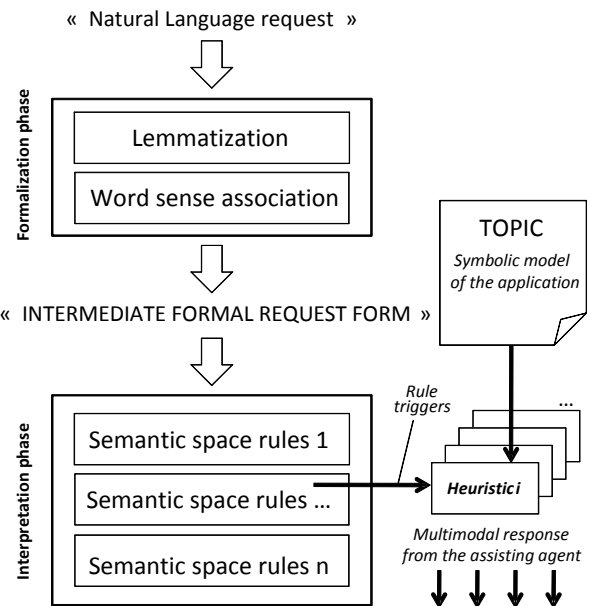 « Natural Language request »
Formalization phase
Lemmatization
Word sense association
« INTERMEDIATE FORMAL REQUEST FORM »
TOPIC
Symbolic model
of the application
Interpretation phase
Semantic space rules 1
Semantic space rules ...
Semantic space rules n
Rule
triggers
...
Heuristic i
Multimodal response
from the assisting agent